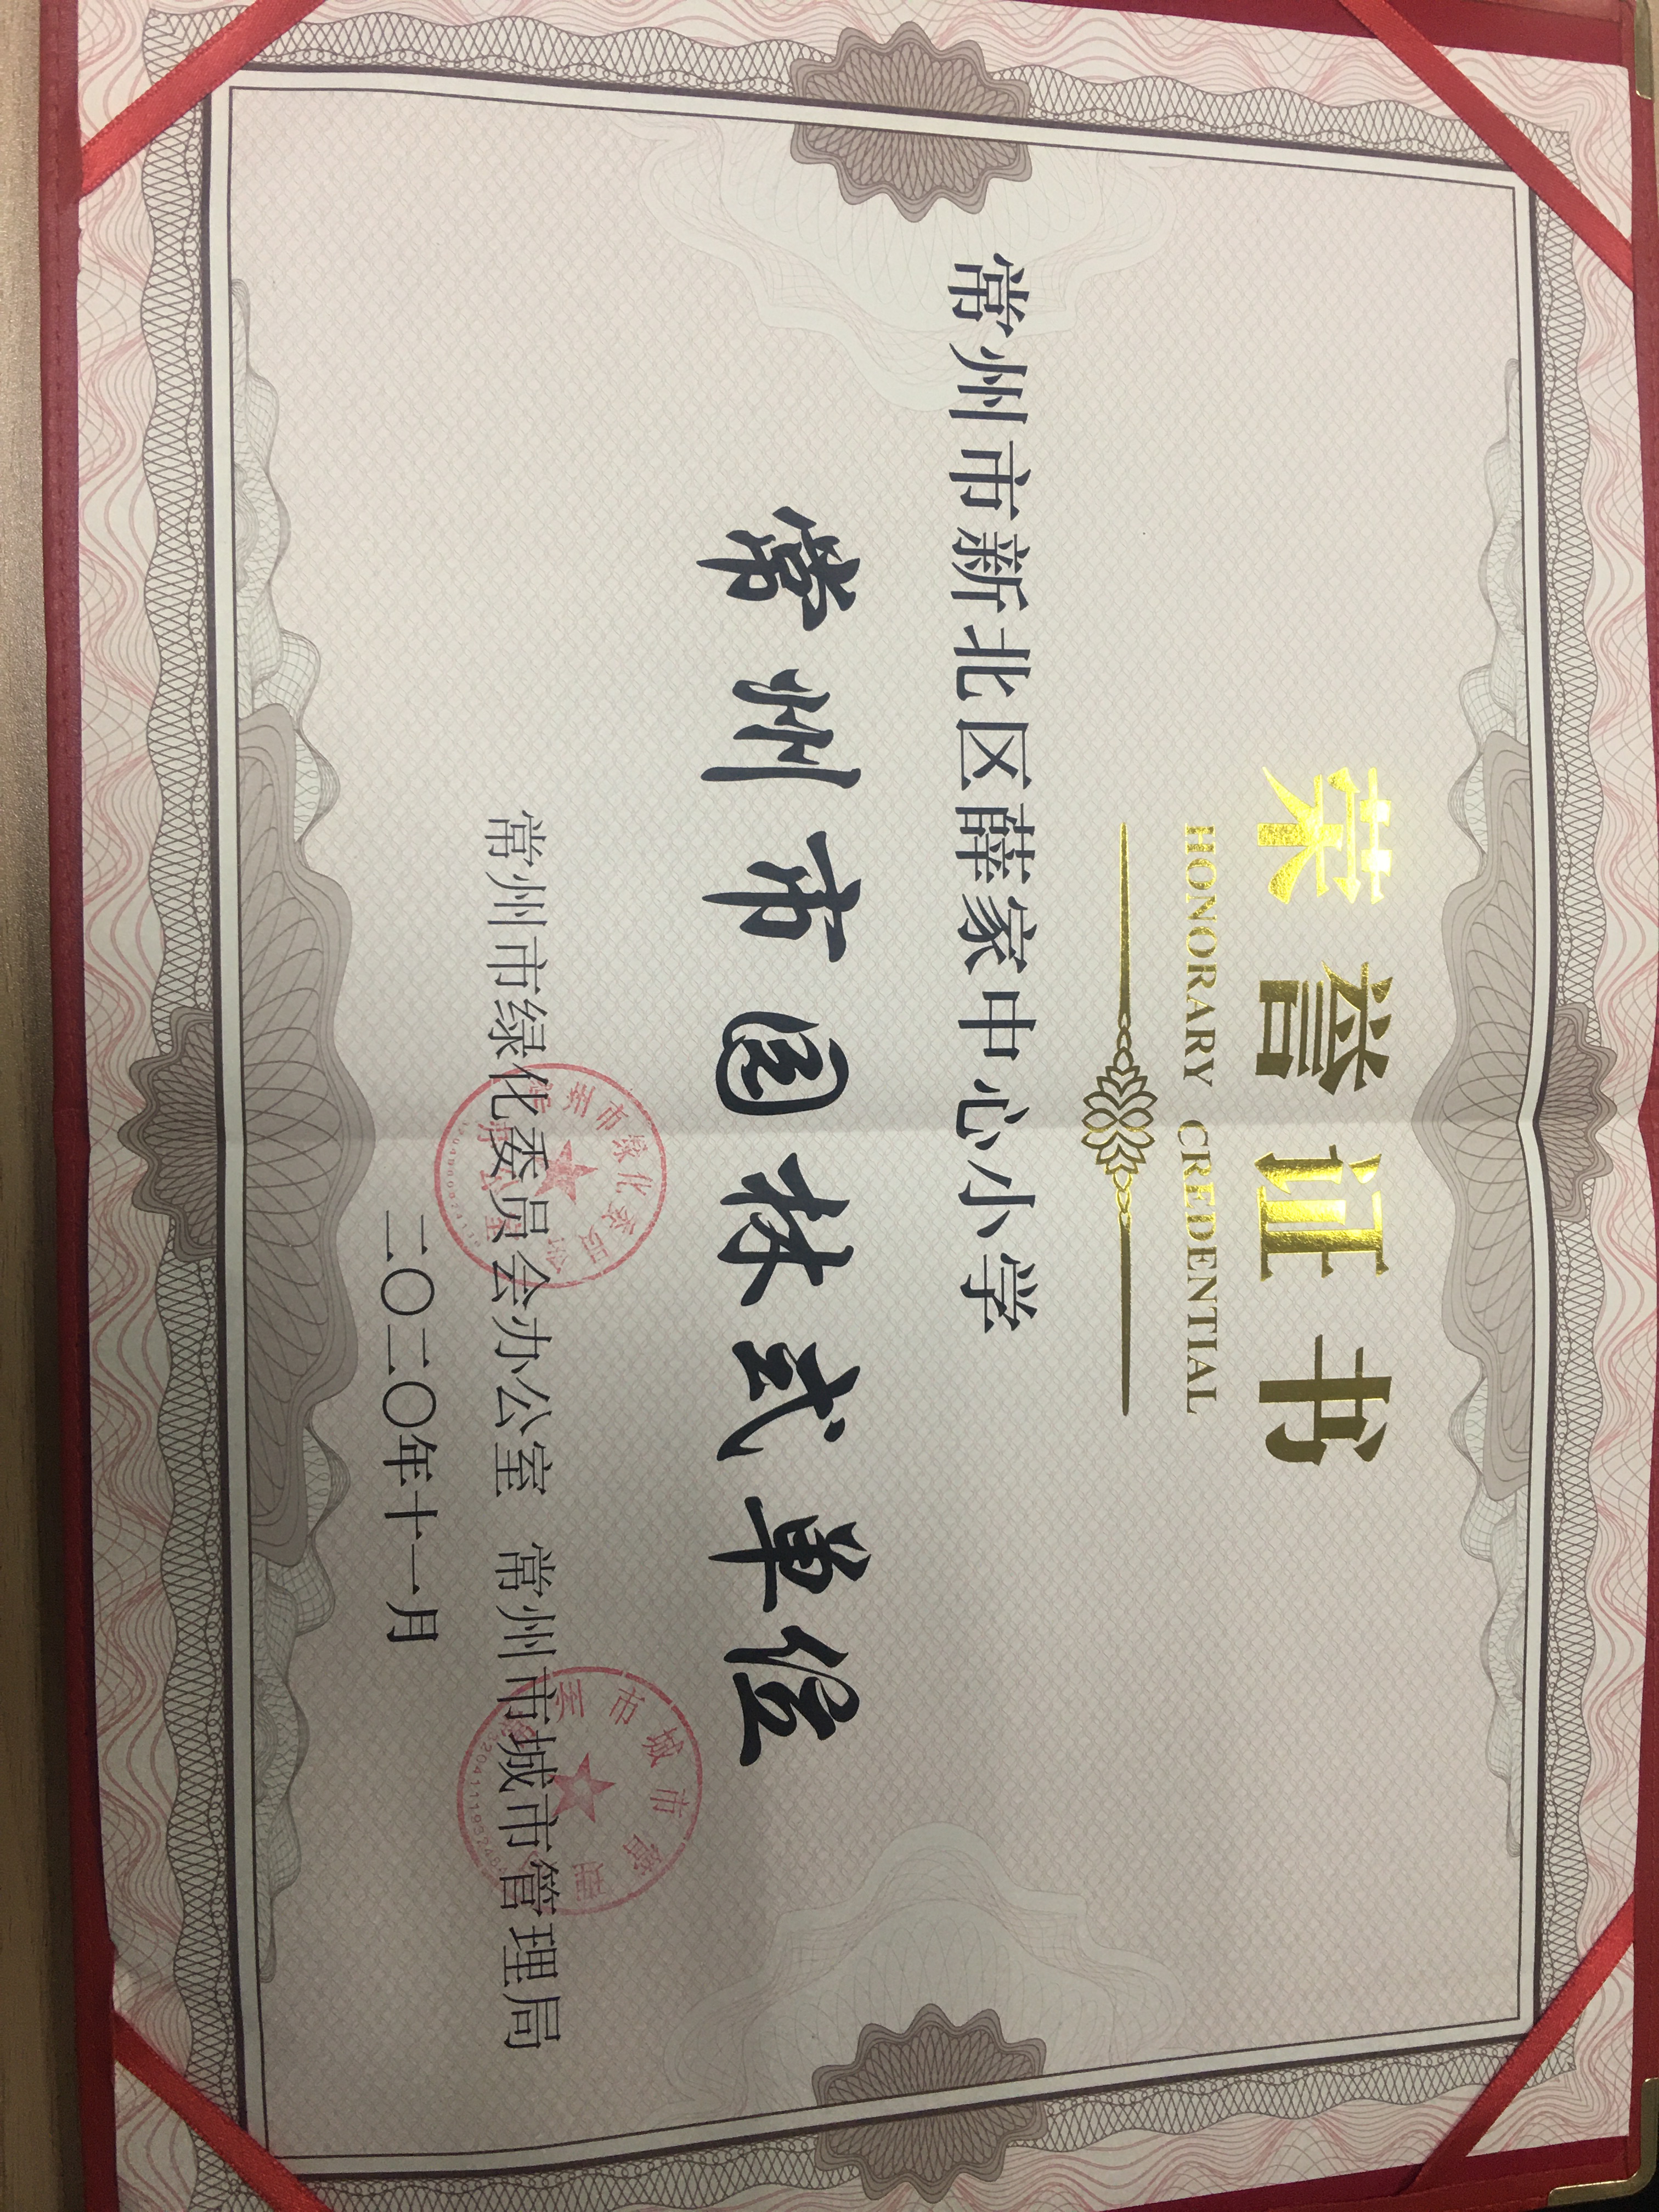 荣誉证书
HONORARY CREDENTIAL
常州市新北区薛家中心小学
常州市园林式单位
常州市绿化委员会办公室 常州市城市管理局
二〇二〇年十一月